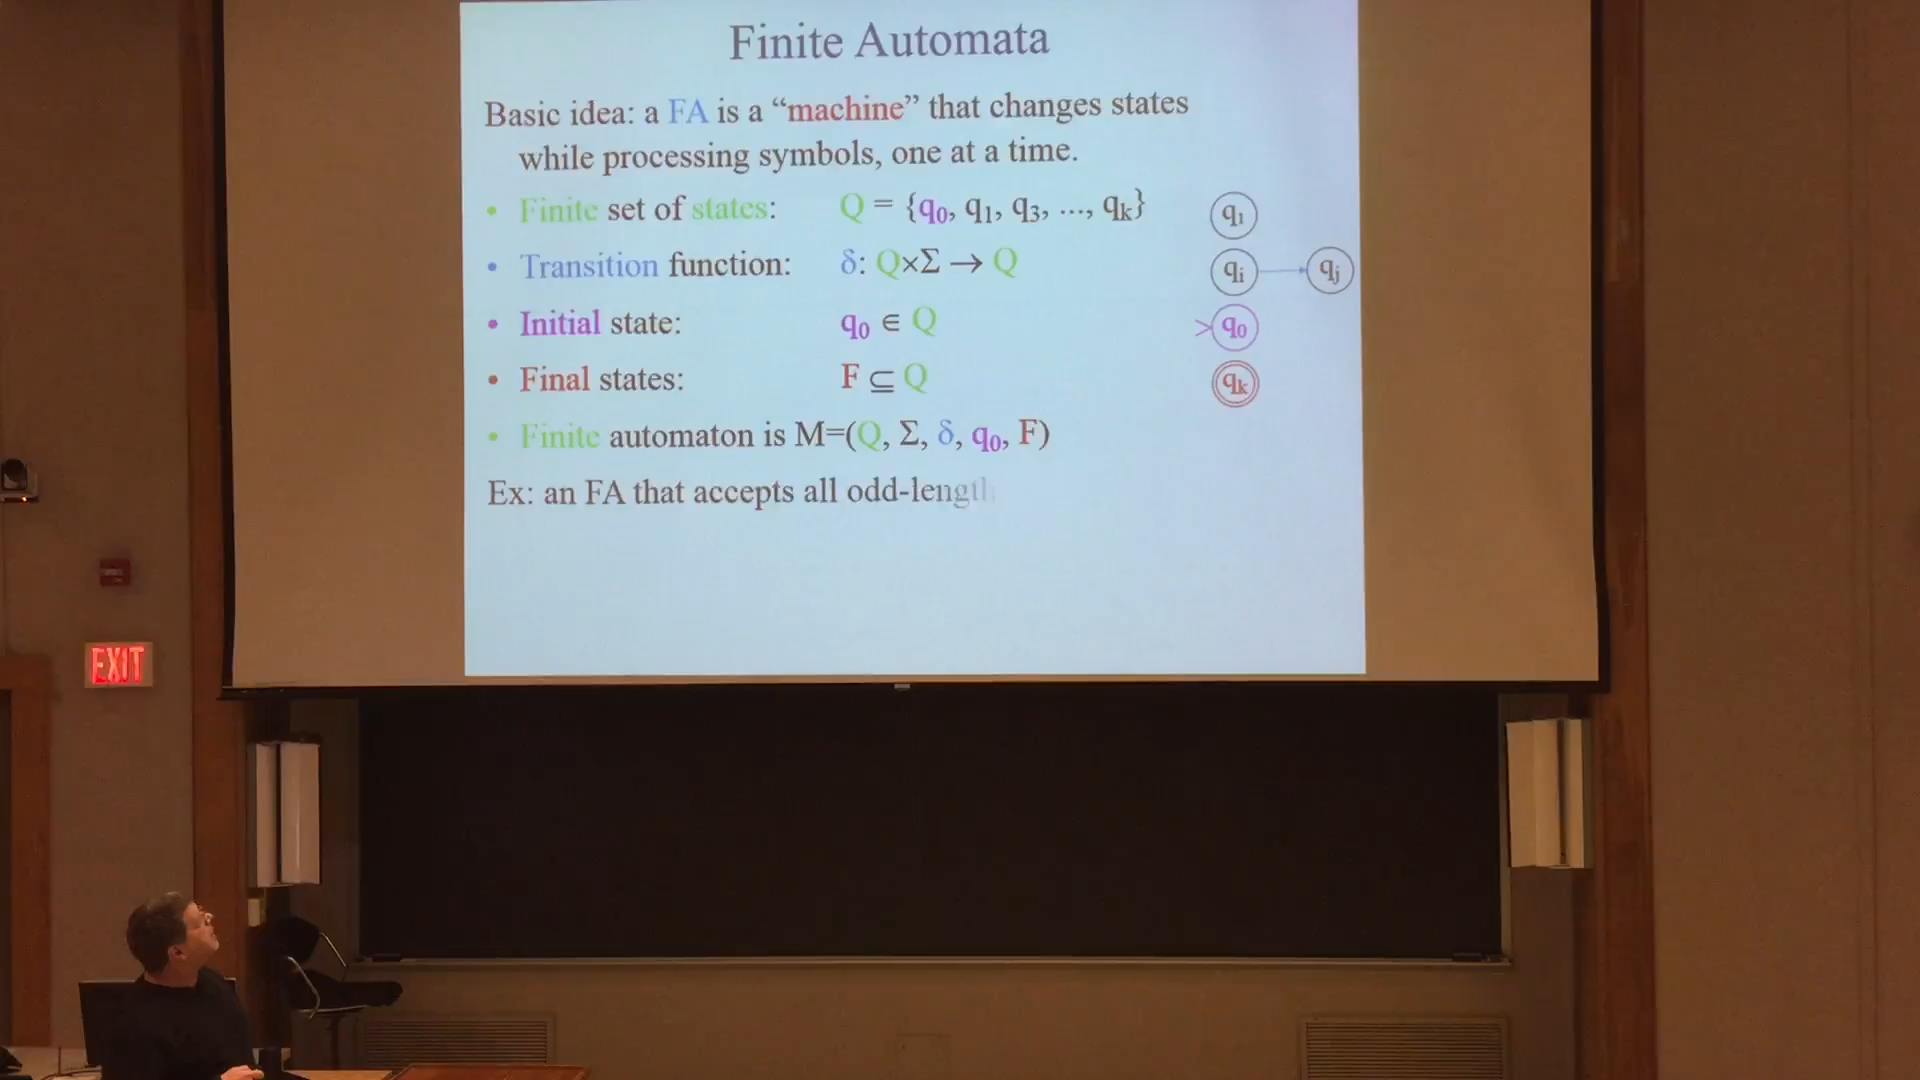 Finite Automata
Basic idea: a FA is a “machine” that changes states
while processing symbols, one at a time.
• Finite set of states: Q = {q₀, q₁, q₃, ..., qₖ} q₁
• Transition function: δ: Q×Σ → Q qᵢ qⱼ
• Initial state: q₀ ∈ Q >q₀
• Final states: F ⊆ Q qₖ
• Finite automaton is M=(Q, Σ, δ, q₀, F)
Ex: an FA that accepts all odd-length
EXIT